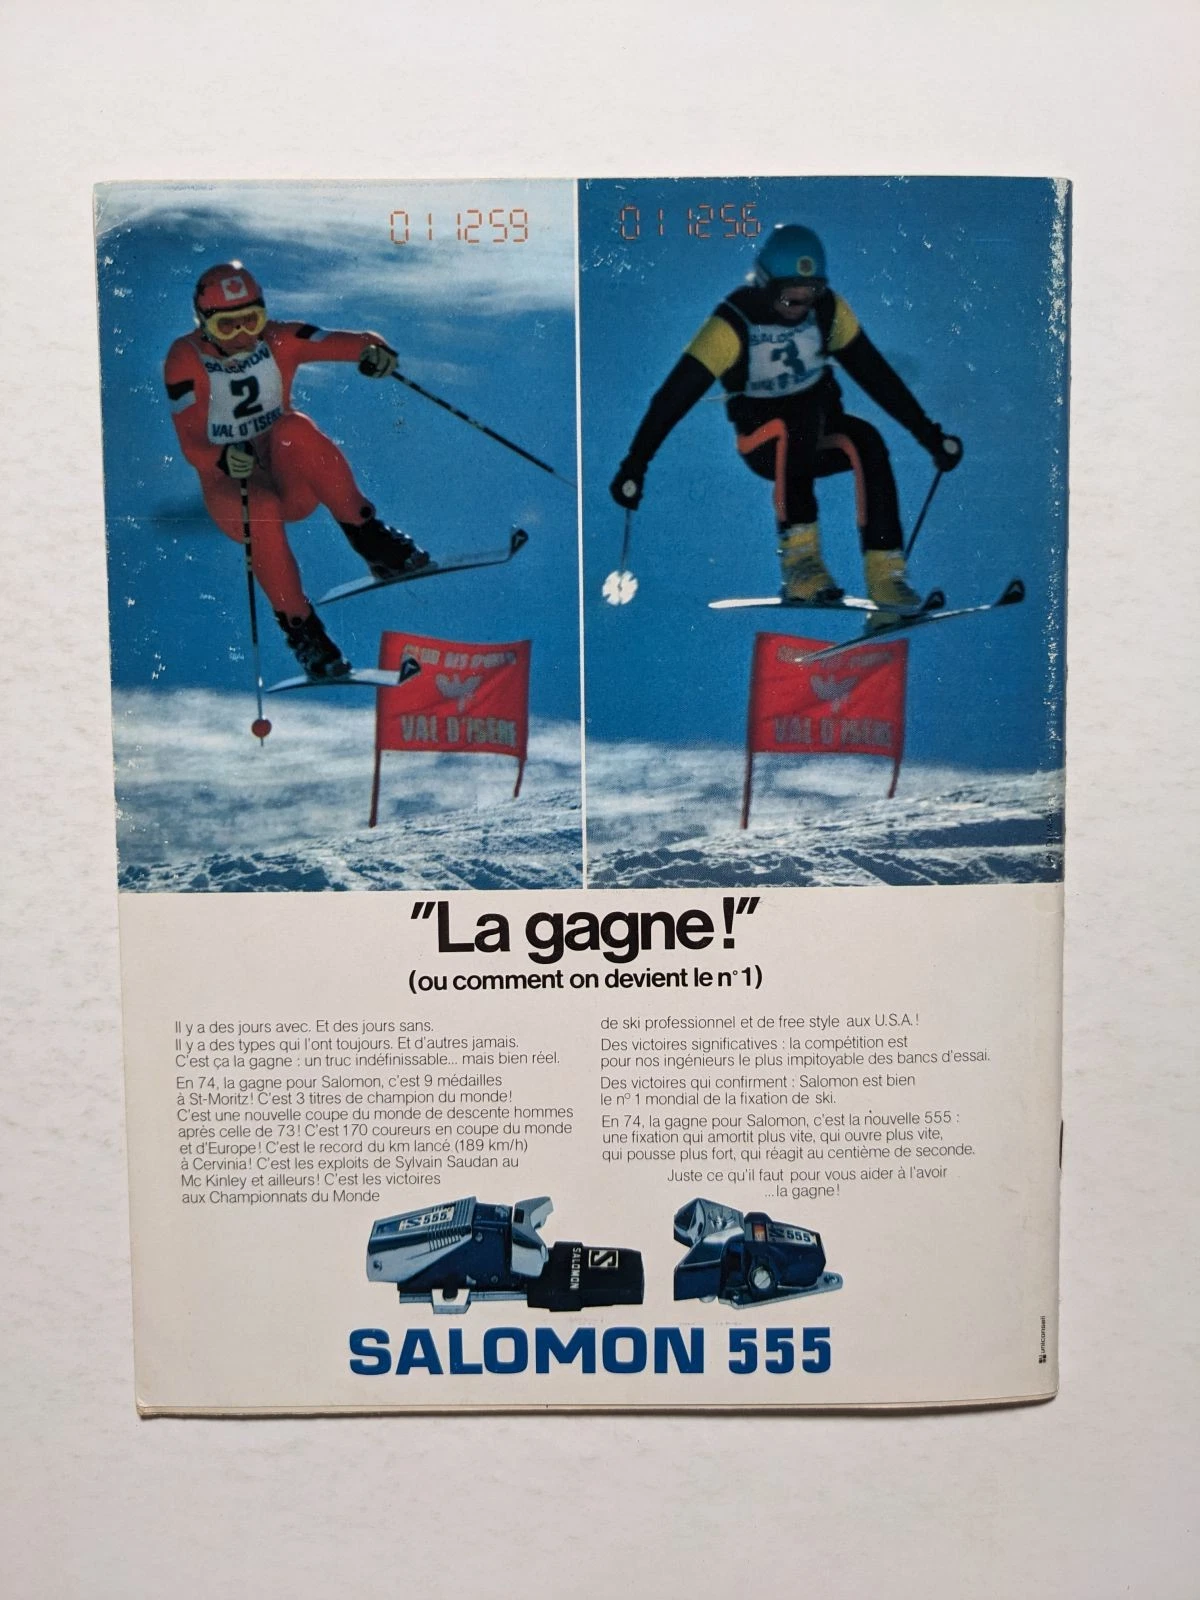 01 12 59
01 12 56
SALOMON
2
VAL D'ISÈRE
3
VAL D'ISÈRE
VAL D'ISÈRE
"La gagne!"
(ou comment on devient le n°1)
Il y a des jours avec. Et des jours sans.
Il y a des types qui l'ont toujours. Et d'autres jamais.
C'est ça la gagne : un truc indéfinissable... mais bien réel.
En 74, la gagne pour Salomon, c'est 9 médailles
à St-Moritz! C'est 3 titres de champion du monde!
C'est une nouvelle coupe du monde de descente hommes
après celle de 73! C'est 170 coureurs en coupe du monde
et d'Europe! C'est le record du km lancé (189 km/h)
à Cervinia! C'est les exploits de Sylvain Saudan au
Mc Kinley et ailleurs! C'est les victoires
aux Championnats du Monde
de ski professionnel et de free style aux U.S.A.!
Des victoires significatives : la compétition est
pour nos ingénieurs le plus impitoyable des bancs d'essai.
Des victoires qui confirment : Salomon est bien
le nº 1 mondial de la fixation de ski.
En 74, la gagne pour Salomon, c'est la nouvelle 555 :
une fixation qui amortit plus vite, qui ouvre plus vite,
qui pousse plus fort, qui réagit au centième de seconde.
Juste ce qu'il faut pour vous aider à l'avoir
...la gagne!
S 555
SALOMON
S
555
SALOMON 555
uniconseil